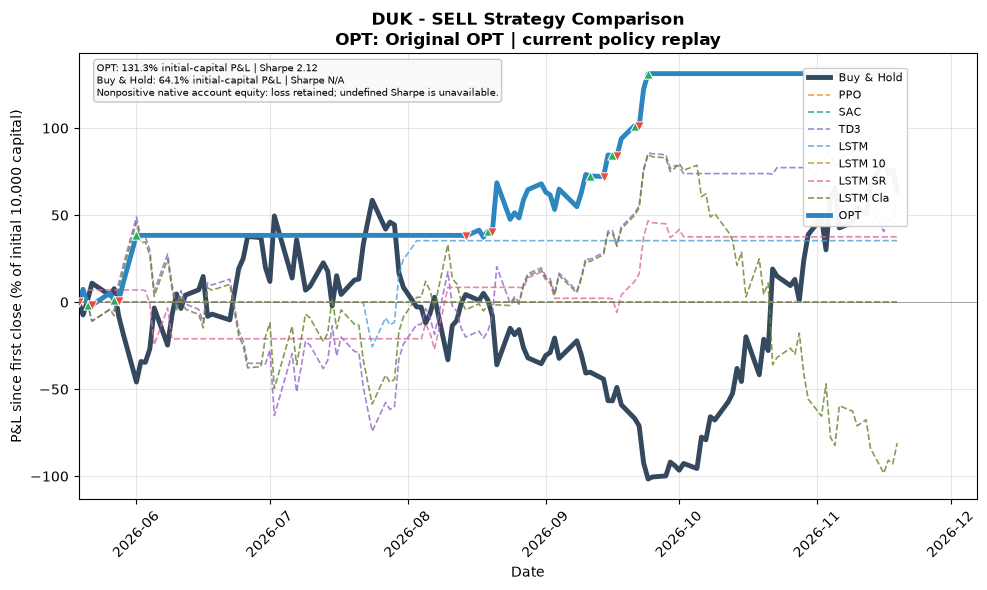 DUK - SELL Strategy Comparison
OPT: Original OPT | current policy replay
OPT: 131.3% initial-capital P&L | Sharpe 2.12
Buy & Hold: 64.1% initial-capital P&L | Sharpe N/A
Nonpositive native account equity: loss retained; undefined Sharpe is unavailable.
Buy & Hold
PPO
SAC
TD3
LSTM
LSTM 10
LSTM SR
LSTM Cla
OPT
P&L since first close (% of initial 10,000 capital)
100
50
0
−50
−100
2026-06
2026-07
2026-08
2026-09
2026-10
2026-11
2026-12
Date